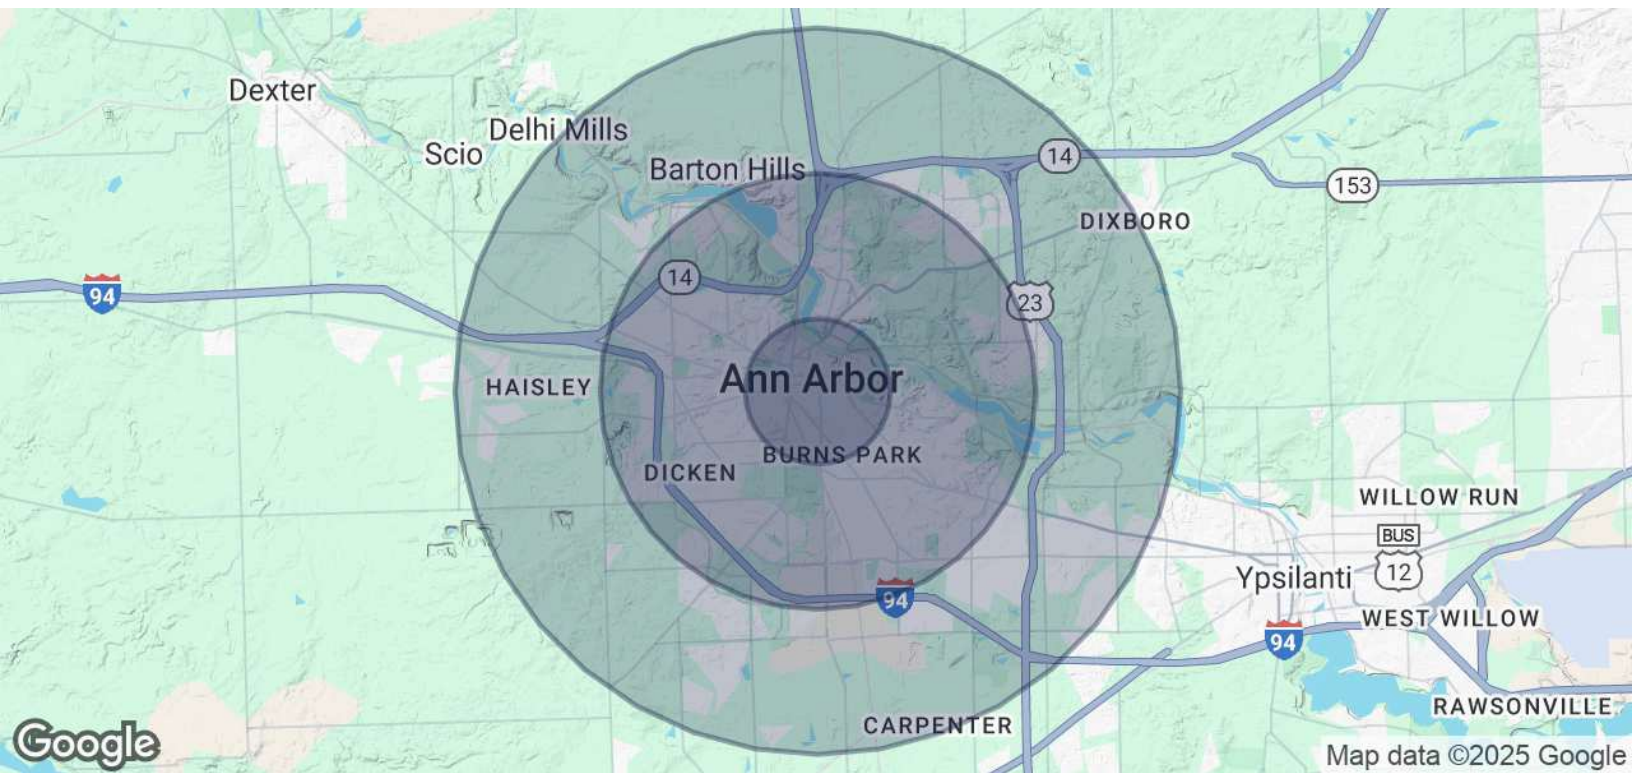 Dexter
Delhi Mills
Scio
Barton Hills
14
153
DIXBORO
94
14
23
HAISLEY
Ann Arbor
BURNS PARK
DICKEN
WILLOW RUN
BUS
12
Ypsilanti
94
WEST WILLOW
94
RAWSONVILLE
CARPENTER
Google
Map data ©2025 Google